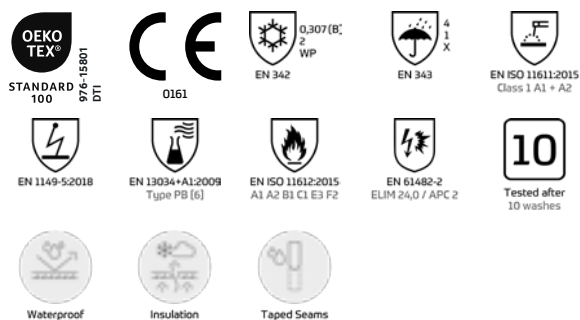 OEKO
TEX®
STANDARD
100
976-15801
DTI
CE
0161
0,307 (B)
2
WP
EN 342
4
1
X
EN 343
EN ISO 11611:2015
Class 1 A1 + A2
EN 1149-5:2018
EN 13034+A1:2009
Type PB [6]
EN ISO 11612:2015
A1 A2 B1 C1 E3 F2
EN 61482-2
ELIM 24,0 / APC 2
10
Tested after
10 washes
Waterproof
Insulation
Taped Seams